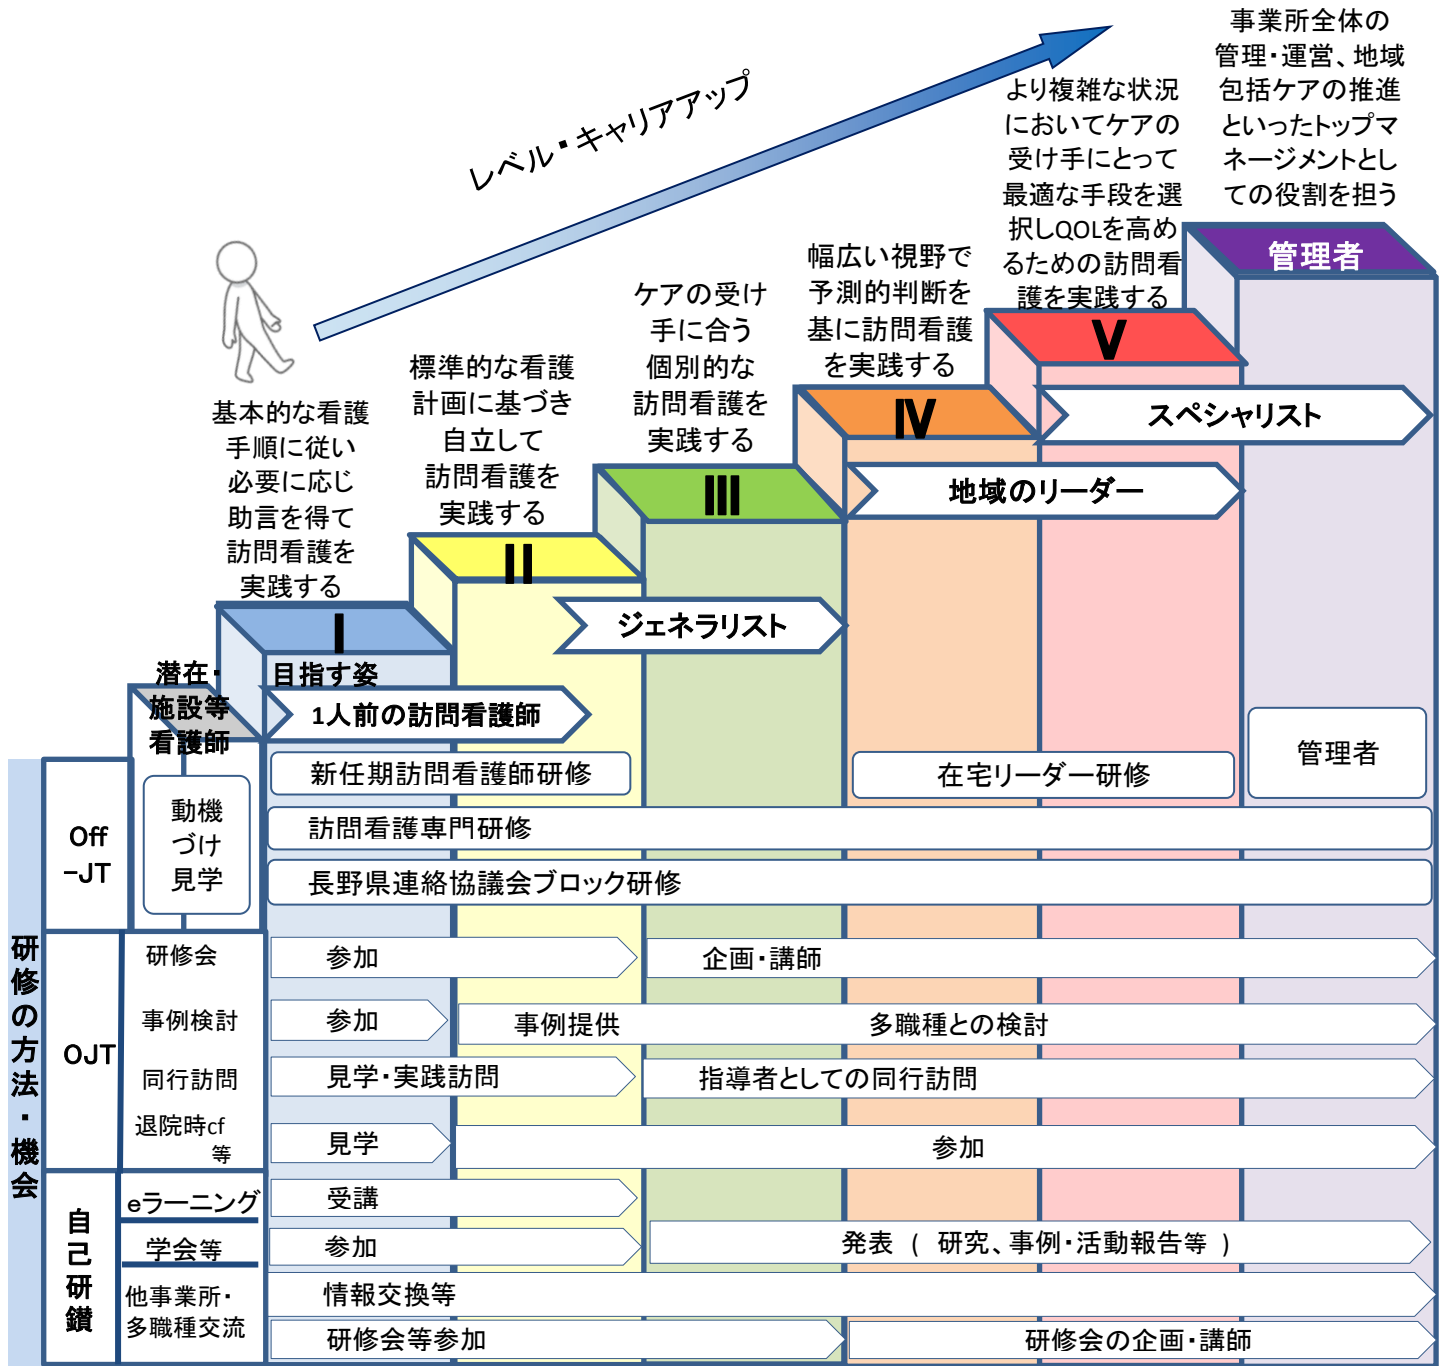 レベル・キャリアアップ
事業所全体の
管理・運営、地域
包括ケアの推進
といったトップマ
ネージメントとし
ての役割を担う
より複雑な状況
においてケアの
受け手にとって
最適な手段を選
択しQOLを高め
るための訪問看
護を実践する
幅広い視野で
予測的判断を
基に訪問看護
を実践する
ケアの受け
手に合う
個別的な
訪問看護を
実践する
標準的な看護
計画に基づき
自立して
訪問看護を
実践する
基本的な看護
手順に従い
必要に応じ
助言を得て
訪問看護を
実践する
管理者
Ⅴ
スペシャリスト
Ⅳ
地域のリーダー
Ⅲ
ジェネラリスト
Ⅱ
Ⅰ
目指す姿
1人前の訪問看護師
潜在・
施設等
看護師
研修の方法・機会
Off
-JT
動機
づけ
見学
新任期訪問看護師研修
在宅リーダー研修
管理者
訪問看護専門研修
長野県連絡協議会ブロック研修
OJT
研修会
参加
企画・講師
事例検討
参加
事例提供
多職種との検討
同行訪問
見学・実践訪問
指導者としての同行訪問
退院時cf
等
見学
参加
自己研鑽
eラーニング
受講
学会等
参加
発表 ( 研究、事例・活動報告等 )
他事業所・
多職種交流
情報交換等
研修会等参加
研修会の企画・講師